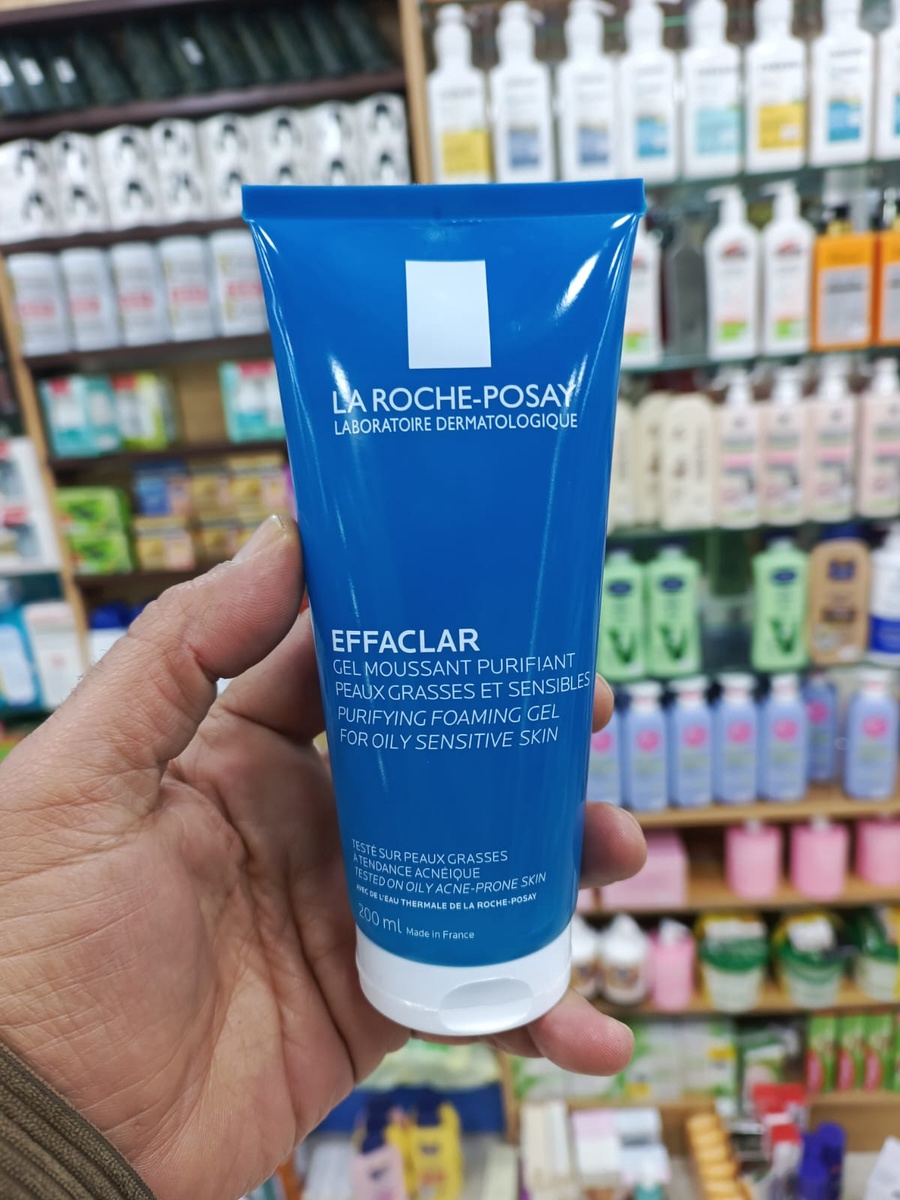 LA ROCHE-POSAY
LABORATOIRE DERMATOLOGIQUE
EFFACLAR
GEL MOUSSANT PURIFIANT
PEAUX GRASSES ET SENSIBLES
PURIFYING FOAMING GEL
FOR OILY SENSITIVE SKIN
TESTÉ SUR PEAUX GRASSES
À TENDANCE ACNÉIQUE
TESTED ON OILY ACNE-PRONE SKIN
AVEC DE L'EAU THERMALE DE LA ROCHE-POSAY
200 ml Made in France